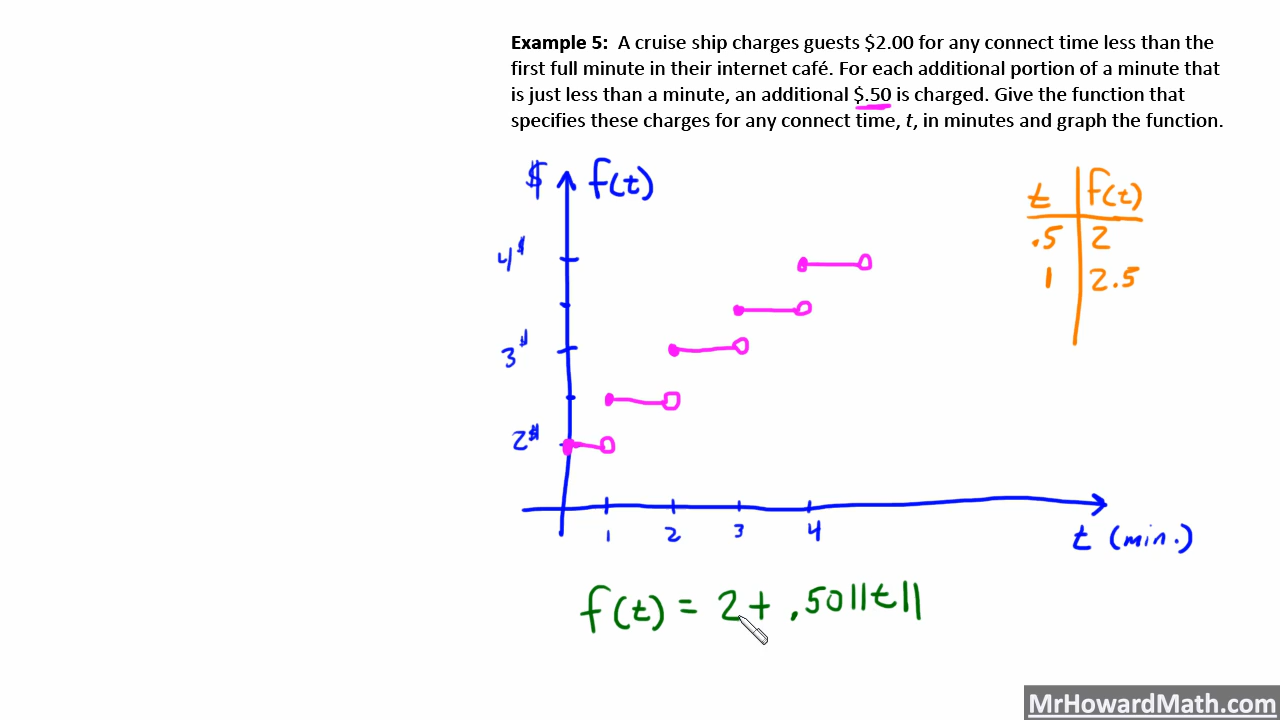 Example 5: A cruise ship charges guests $2.00 for any connect time less than the
first full minute in their internet café. For each additional portion of a minute that
is just less than a minute, an additional $.50 is charged. Give the function that
specifies these charges for any connect time, t, in minutes and graph the function.
$ f(t)
t f(t)
.5 2
1 2.5
4$
3$
2$
1 2 3 4
t (min.)
f(t) = 2 + .50||t||
MrHowardMath.com